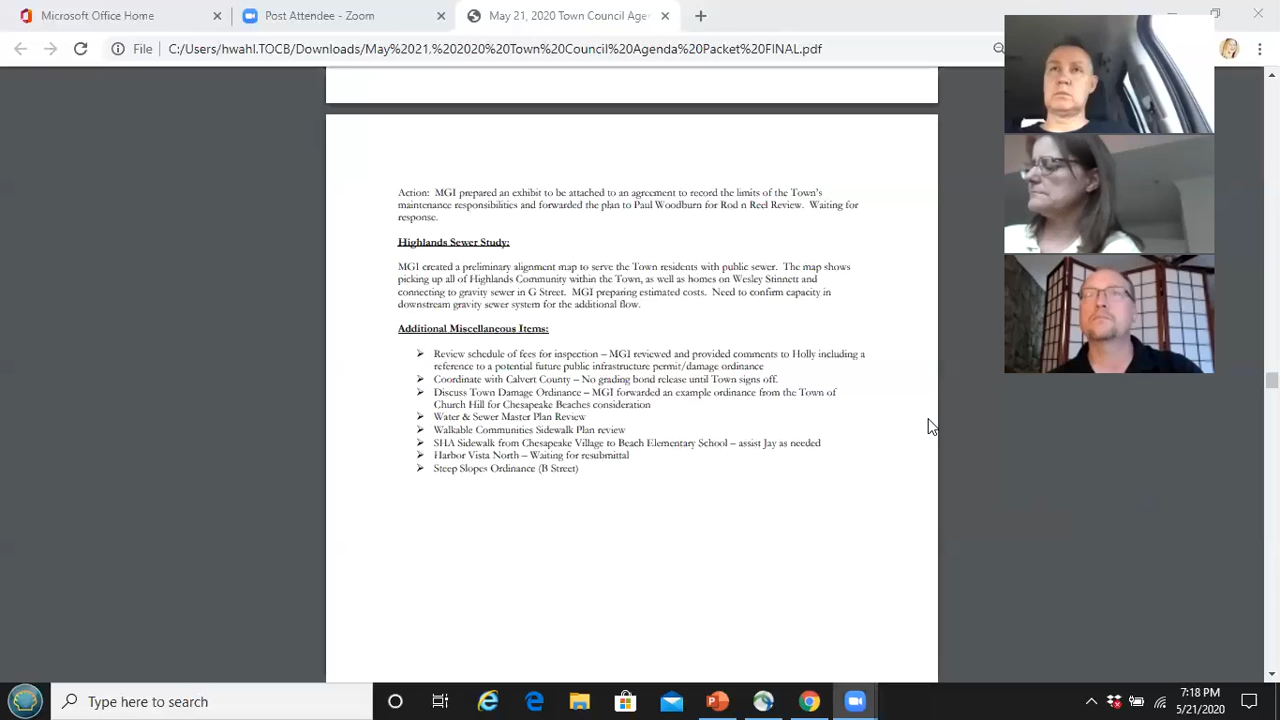 Microsoft Office Home
Post Attendee - Zoom
May 21, 2020 Town Council Age
File
C:/Users/hwahl.TOCB/Downloads/May%2021,%202020%20Town%20Council%20Agenda%20Packet%20FINAL.pdf
Action: MGI prepared an exhibit to be attached to an agreement to record the limits of the Town's
maintenance responsibilities and forwarded the plan to Paul Woodburn for Rod n Reel Review. Waiting for
response.
Highlands Sewer Study:
MGI created a preliminary alignment map to serve the Town residents with public sewer. The map shows
picking up all of Highlands Community within the Town, as well as homes on Wesley Stinnett and
connecting to gravity sewer in G Street. MGI preparing estimated costs. Need to confirm capacity in
downstream gravity sewer system for the additional flow.
Additional Miscellaneous Items:
➢ Review schedule of fees for inspection – MGI reviewed and provided comments to Holly including a
reference to a potential future public infrastructure permit/damage ordinance
➢ Coordinate with Calvert County – No grading bond release until Town signs off.
➢ Discuss Town Damage Ordinance – MGI forwarded an example ordinance from the Town of
Church Hill for Chesapeake Beaches consideration
➢ Water & Sewer Master Plan Review
➢ Walkable Communities Sidewalk Plan review
➢ SHA Sidewalk from Chesapeake Village to Beach Elementary School – assist Jay as needed
➢ Harbor Vista North – Waiting for resubmittal
➢ Steep Slopes Ordinance (B Street)
Type here to search
7:18 PM
5/21/2020